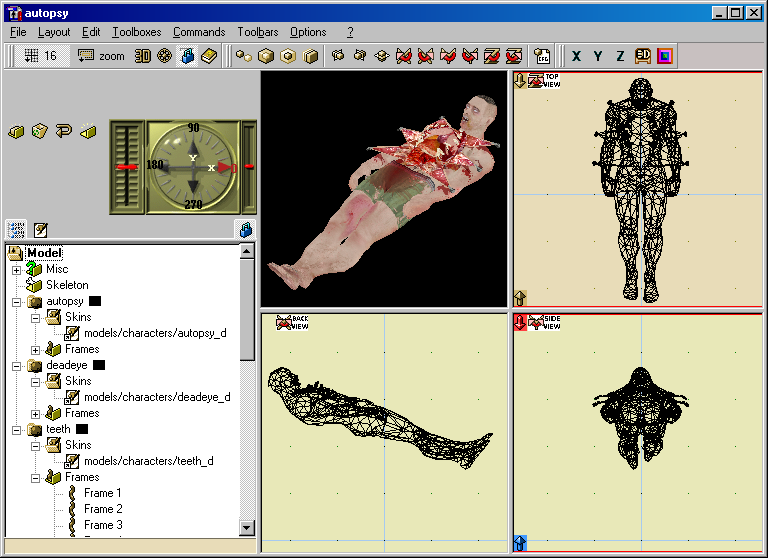 autopsy
File Layout Edit Toolboxes Commands Toolbars Options ?
16 zoom 3D CFG X Y Z 3D
90
180 Y X 0
270
Model
Misc
Skeleton
autopsy
Skins
models/characters/autopsy_d
Frames
deadeye
Skins
models/characters/deadeye_d
Frames
teeth
Skins
models/characters/teeth_d
Frames
Frame 1
Frame 2
Frame 3
TOP
VIEW
BACK
VIEW
SIDE
VIEW